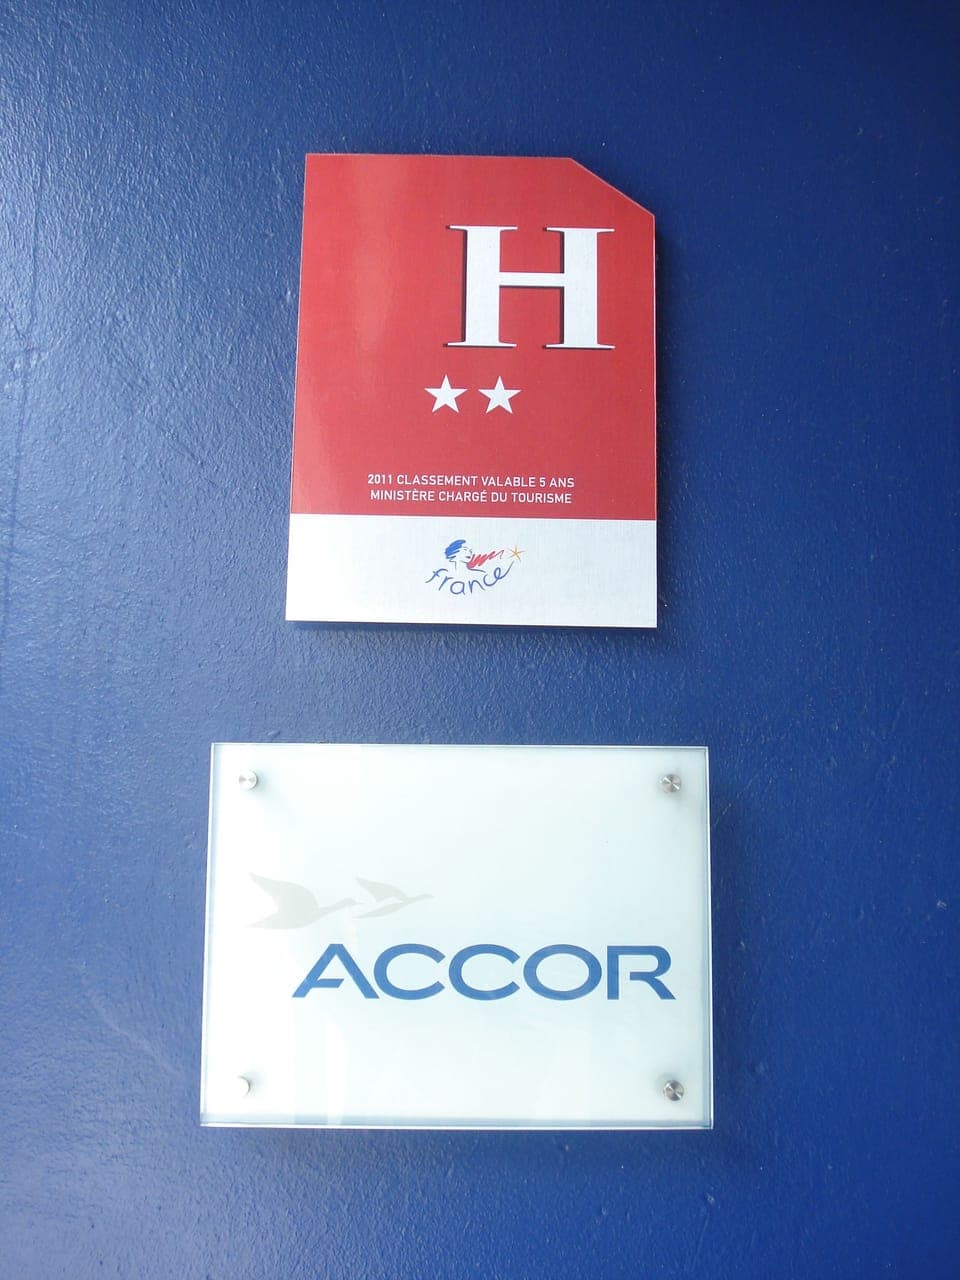 H
2011 CLASSEMENT VALABLE 5 ANS
MINISTÈRE CHARGÉ DU TOURISME
france
ACCOR